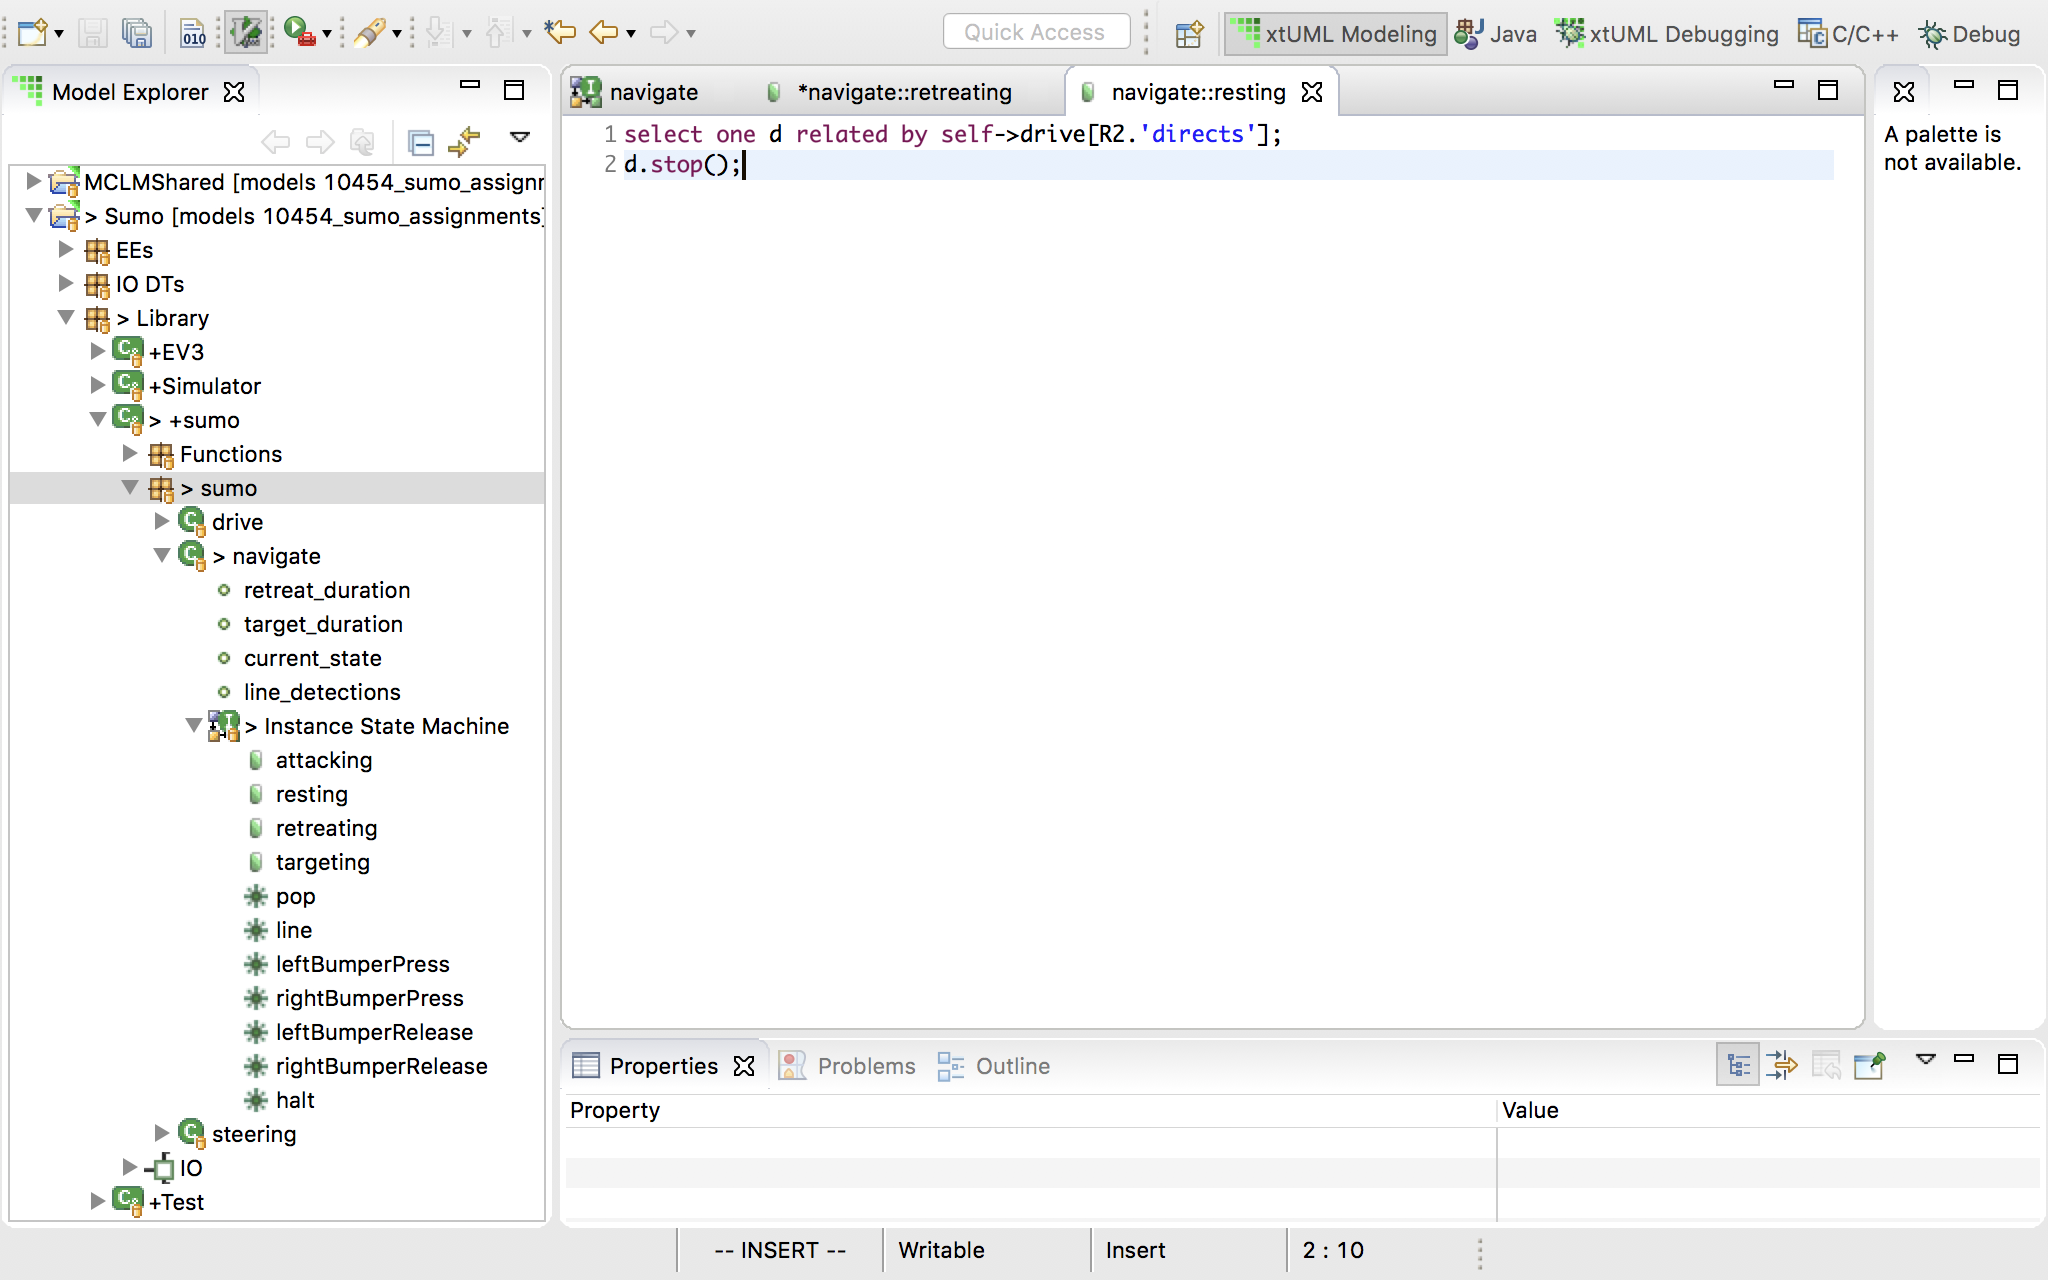 010
Quick Access
xtUML Modeling
Java
xtUML Debugging
C/C++
Debug
Model Explorer
MCLMShared [models 10454_sumo_assignm
> Sumo [models 10454_sumo_assignments]
EEs
IO DTs
> Library
+EV3
+Simulator
> +sumo
Functions
> sumo
drive
> navigate
retreat_duration
target_duration
current_state
line_detections
> Instance State Machine
attacking
resting
retreating
targeting
pop
line
leftBumperPress
rightBumperPress
leftBumperRelease
rightBumperRelease
halt
steering
IO
+Test
navigate
*navigate::retreating
navigate::resting
1 select one d related by self->drive[R2.'directs'];
2 d.stop();
A palette is
not available.
Properties
Problems
Outline
Property
Value
-- INSERT --
Writable
Insert
2 : 10